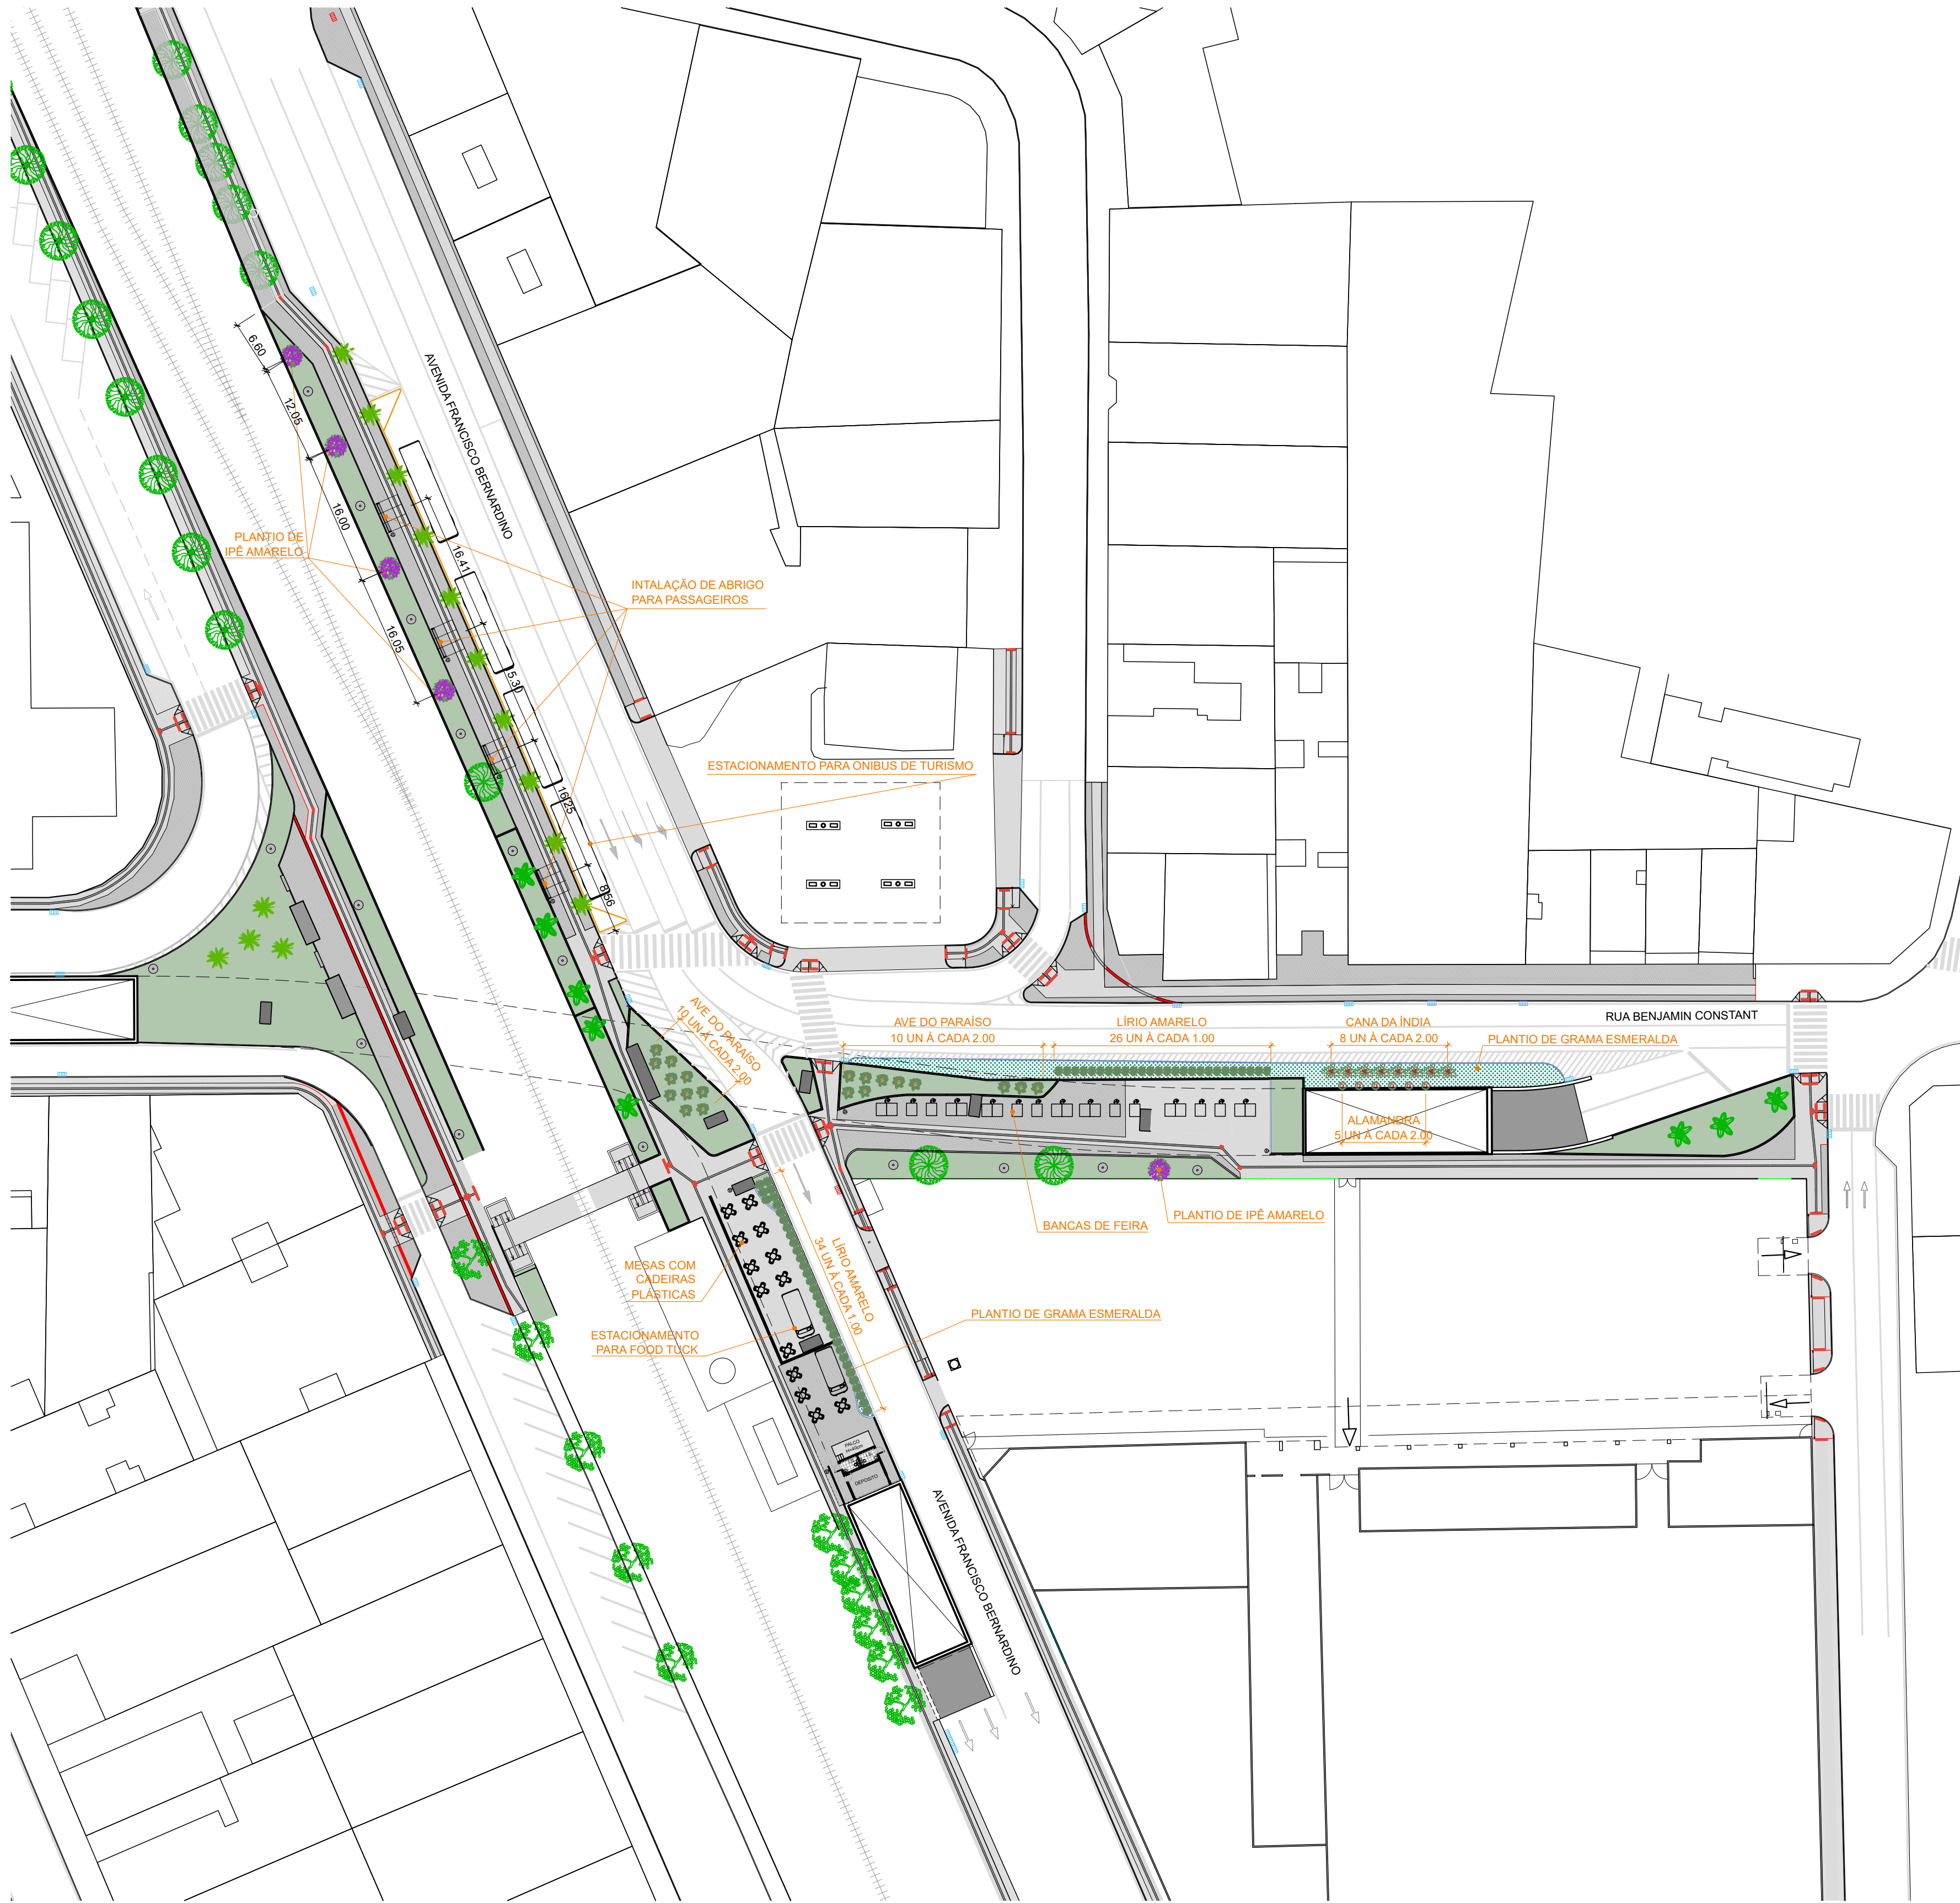 6.60
12.05
AVENIDA FRANCISCO BERNARDINO
16.00
PLANTIO DE
IPÊ AMARELO
16.41
INTALAÇÃO DE ABRIGO
PARA PASSAGEIROS
16.05
15.30
ESTACIONAMENTO PARA ONIBUS DE TURISMO
16.25
8.56
AVE DO PARAÍSO
10 UN À CADA 2.00
AVE DO PARAÍSO
10 UN À CADA 2.00
LÍRIO AMARELO
26 UN À CADA 1.00
CANA DA ÍNDIA
8 UN À CADA 2.00
RUA BENJAMIN CONSTANT
PLANTIO DE GRAMA ESMERALDA
ALAMANDRA
5 UN À CADA 2.00
BANCAS DE FEIRA
PLANTIO DE IPÊ AMARELO
MESAS COM
CADEIRAS
PLÁSTICAS
LÍRIO AMARELO
34 UN À CADA 1.00
PLANTIO DE GRAMA ESMERALDA
ESTACIONAMENTO
PARA FOOD TUCK
PALCO
H=40cm
DEPÓSITO
AVENIDA FRANCISCO BERNARDINO